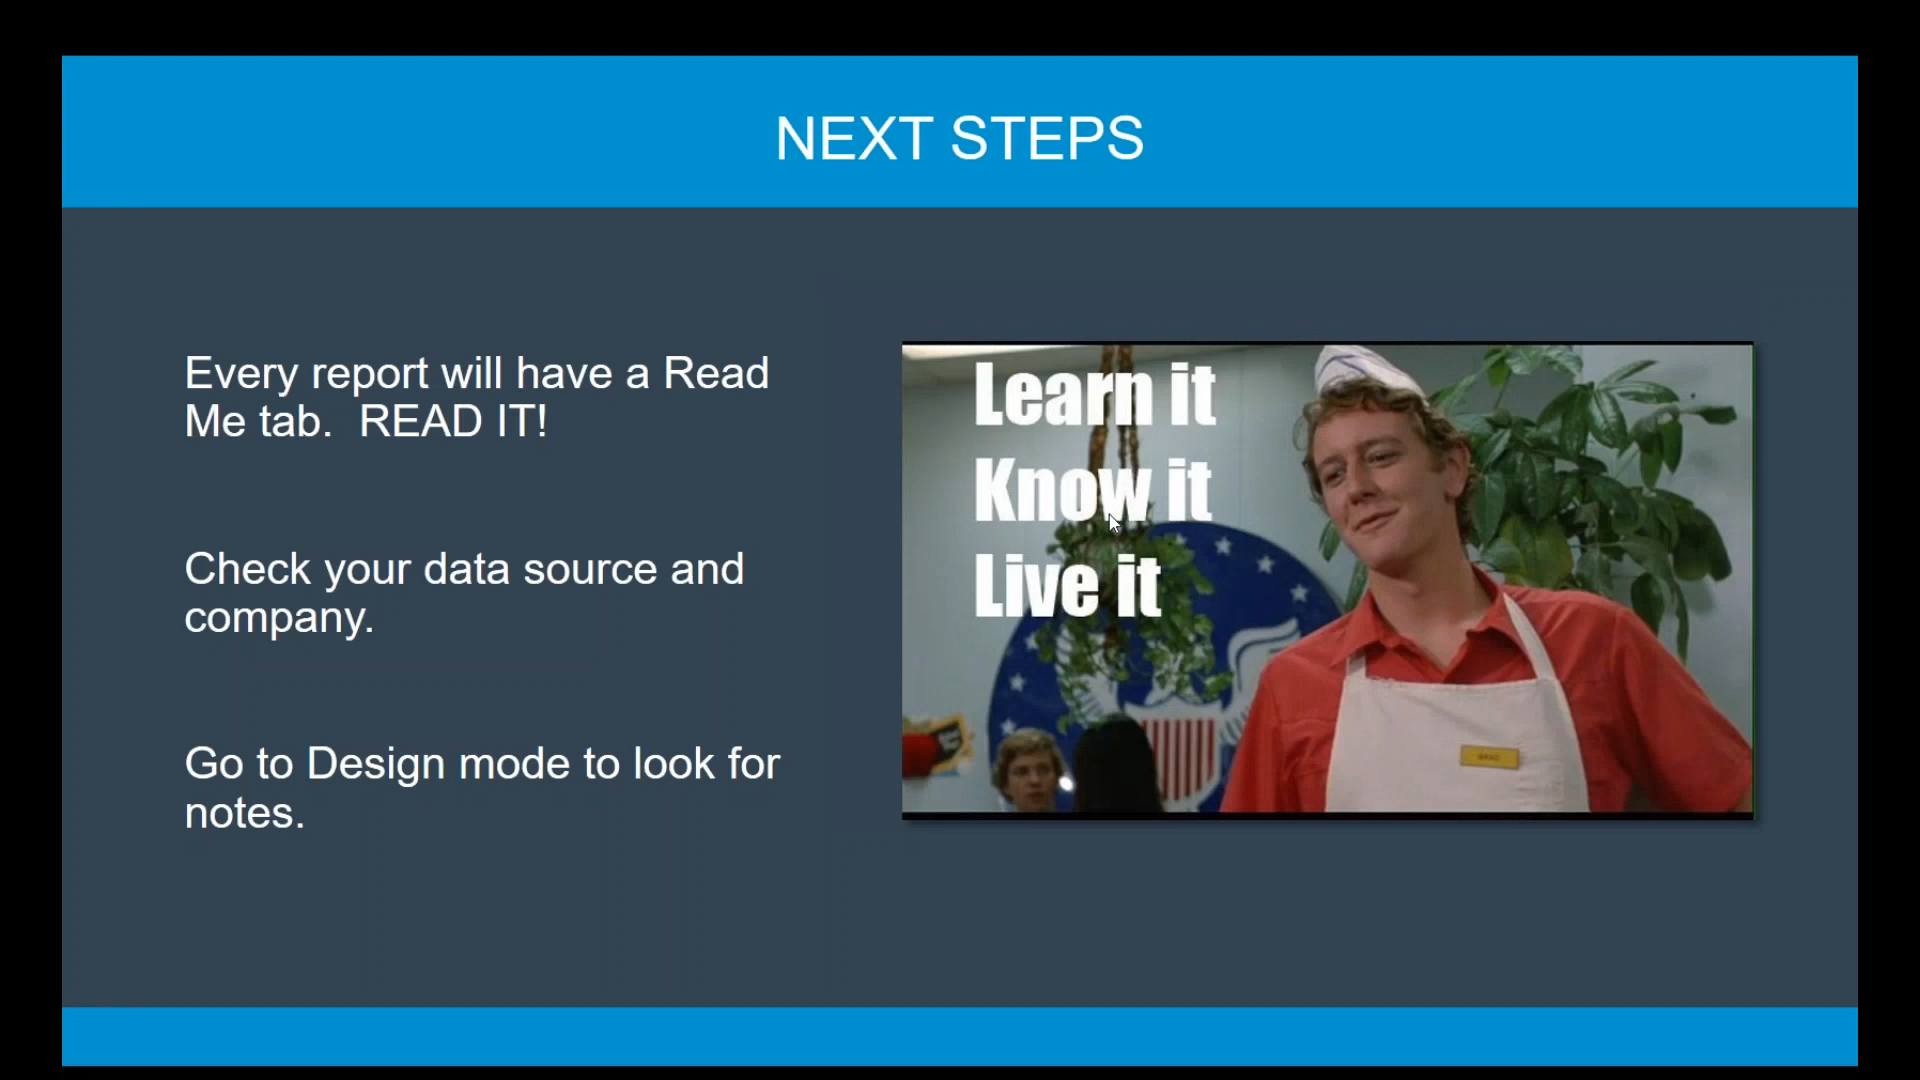 NEXT STEPS
Every report will have a Read
Me tab.  READ IT!
Check your data source and
company.
Go to Design mode to look for
notes.
Learn it
Know it
Live it